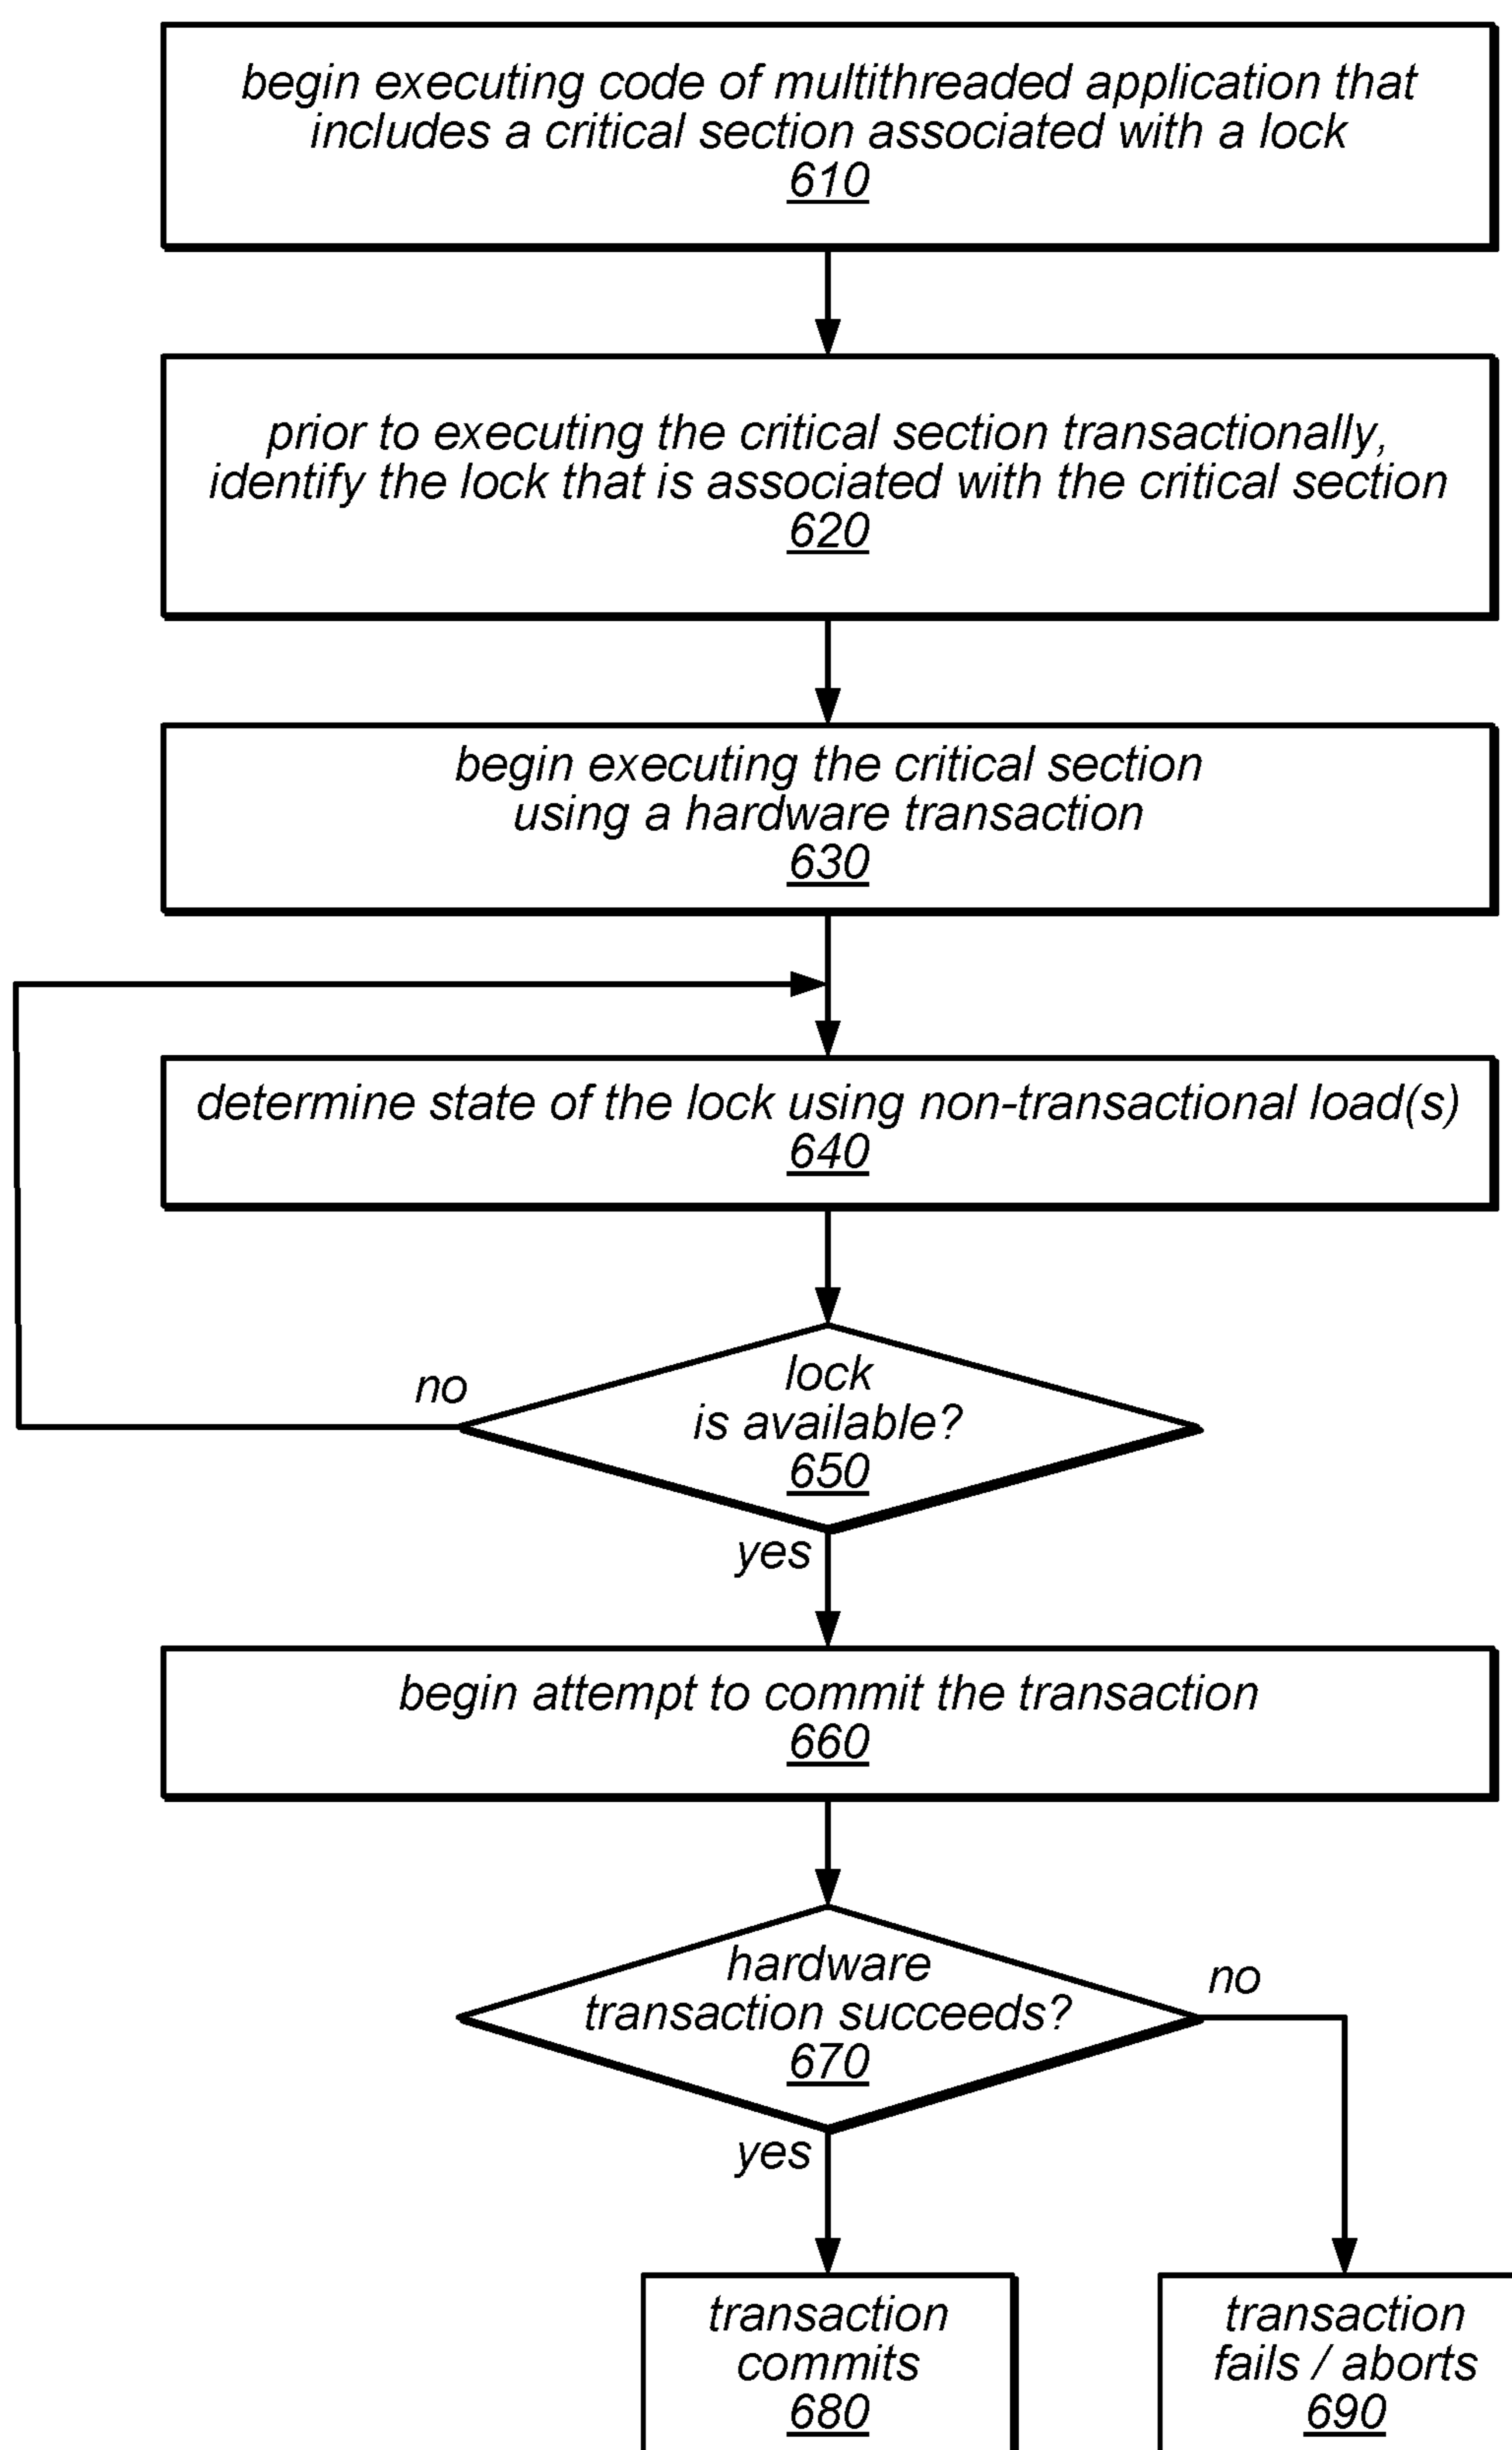 begin executing code of multithreaded application that
includes a critical section associated with a lock
610
prior to executing the critical section transactionally,
identify the lock that is associated with the critical section
620
begin executing the critical section
using a hardware transaction
630
determine state of the lock using non-transactional load(s)
640
no
lock
is available?
650
yes
begin attempt to commit the transaction
660
hardware
transaction succeeds?
670
no
yes
transaction
commits
680
transaction
fails / aborts
690